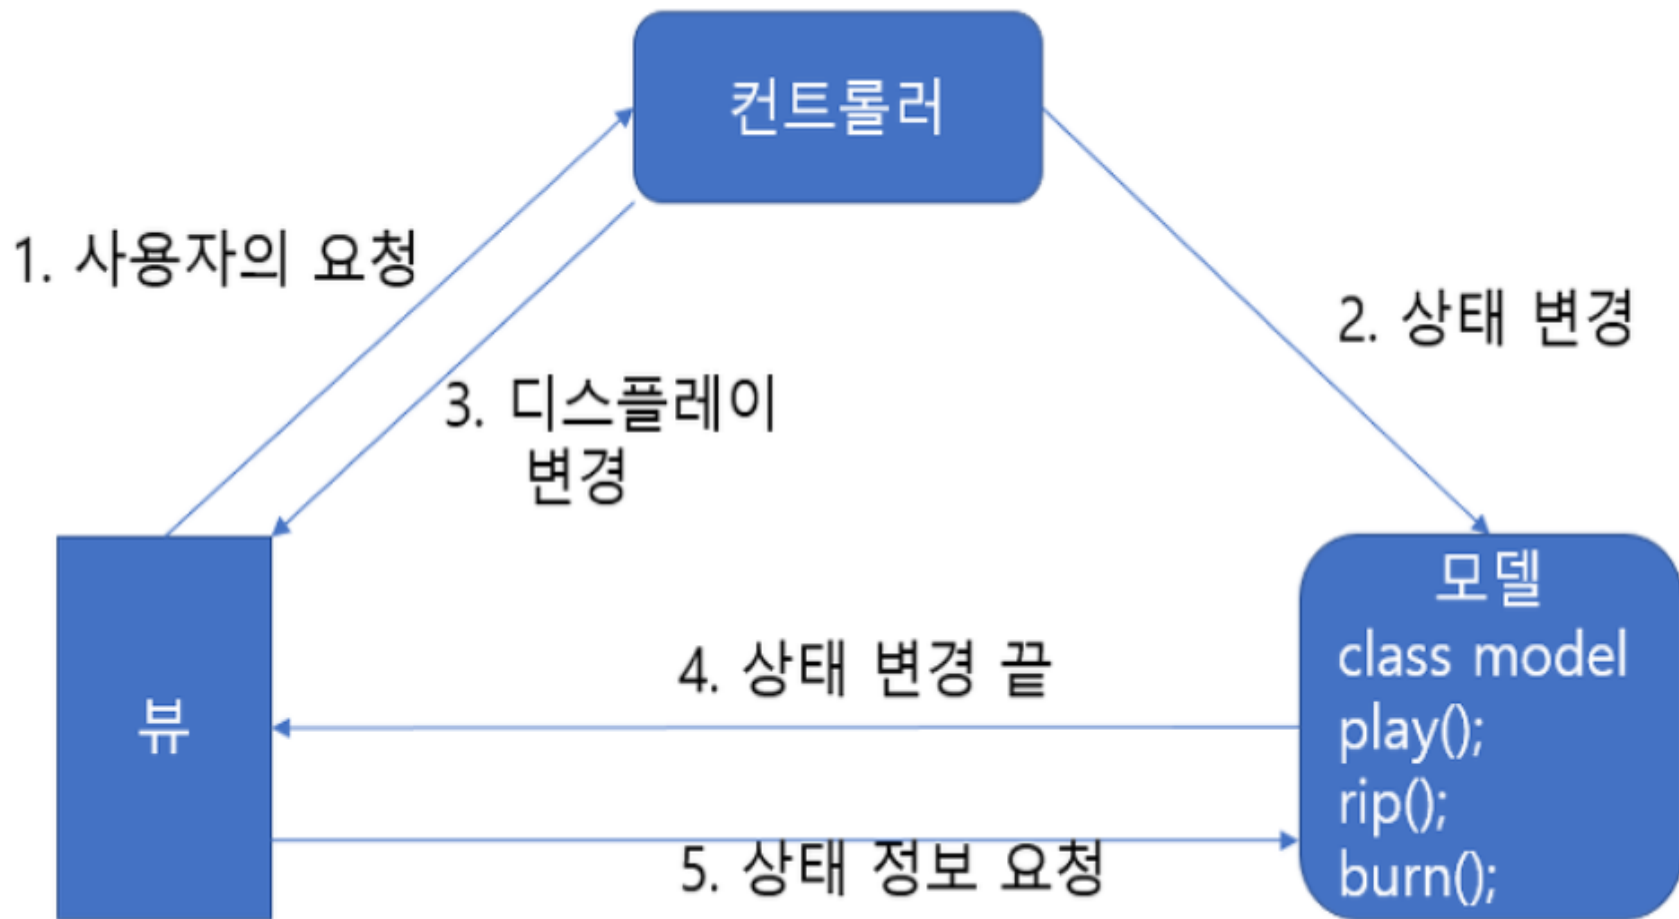 컨트롤러
1. 사용자의 요청
2. 상태 변경
3. 디스플레이
변경
뷰
4. 상태 변경 끝
5. 상태 정보 요청
모델
class model
play();
rip();
burn();